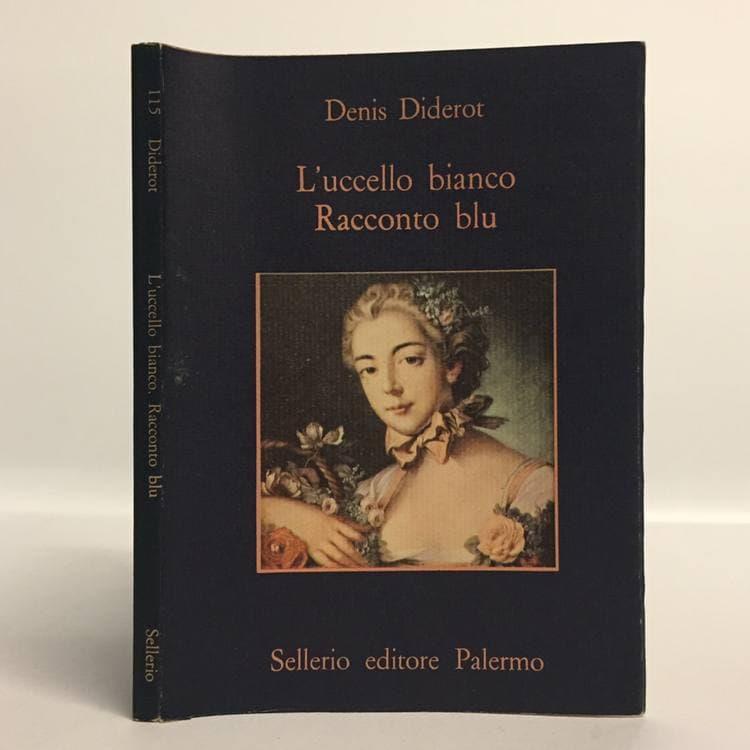 Denis Diderot
L'uccello bianco
Racconto blu
Sellerio editore Palermo
115 Diderot L'uccello bianco. Racconto blu Sellerio